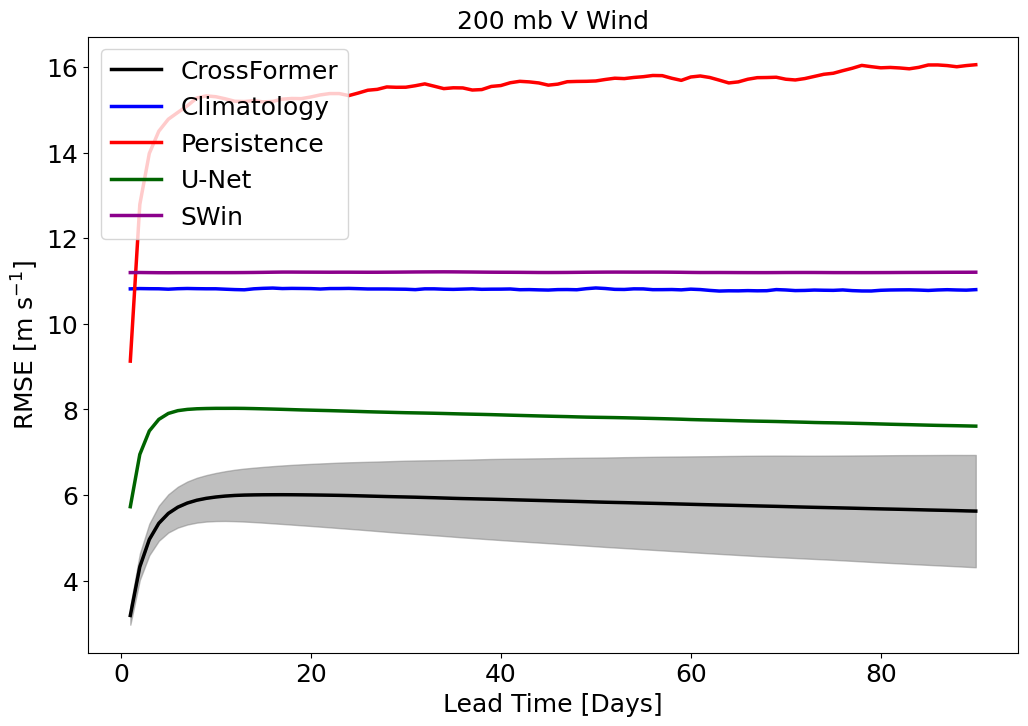 200 mb V Wind
CrossFormer
Climatology
Persistence
U-Net
SWin
16
14
12
10
8
6
4
RMSE [m s⁻¹]
0 20 40 60 80
Lead Time [Days]